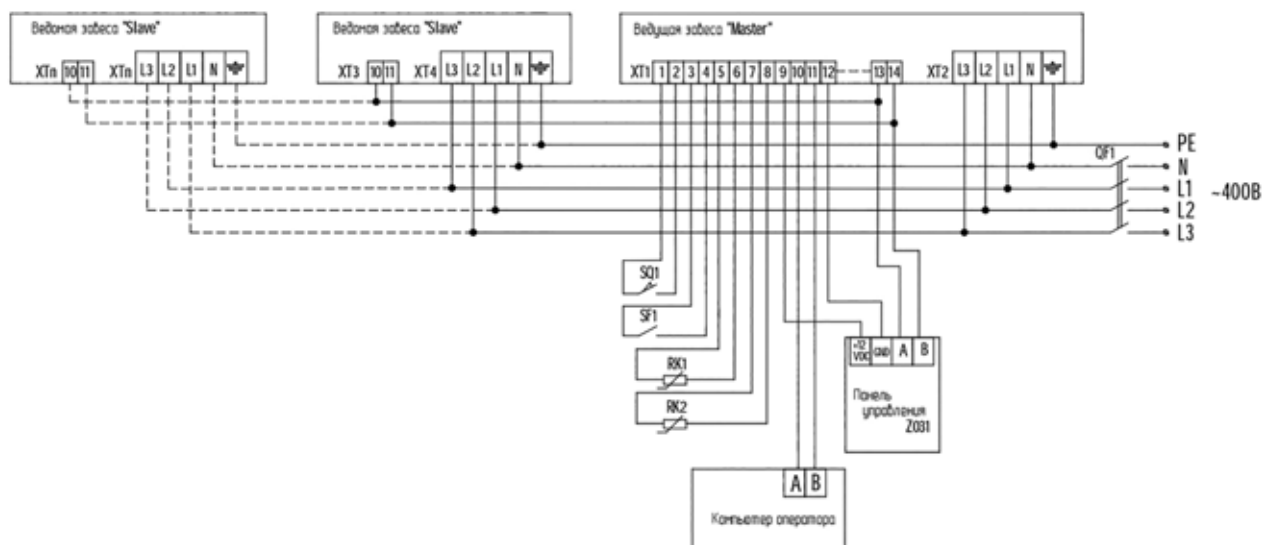 Ведомая завеса "Slave"
Ведомая завеса "Slave"
Ведущая завеса "Master"
XTn 10 11 XTn L3 L2 L1 N
XT3 10 11 XT4 L3 L2 L1 N
XT1 1 2 3 4 5 6 7 8 9 10 11 12 13 14 XT2 L3 L2 L1 N
PE
QF1
N
L1 ~400В
L2
L3
SQ1
SF1
RK1
RK2
+12 VDC GND A B
Панель
управления
Z031
A B
Компьютер оператора